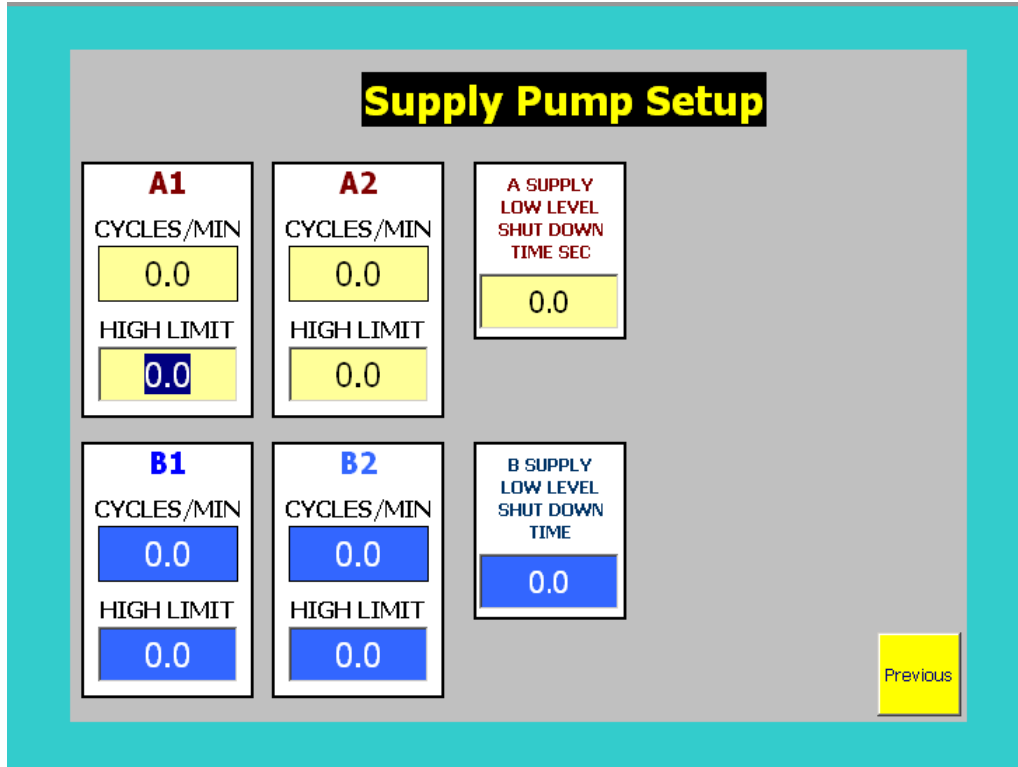 Supply Pump Setup
A1
CYCLES/MIN
0.0
HIGH LIMIT
0.0
A2
CYCLES/MIN
0.0
HIGH LIMIT
0.0
A SUPPLY
LOW LEVEL
SHUT DOWN
TIME SEC
0.0
B1
CYCLES/MIN
0.0
HIGH LIMIT
0.0
B2
CYCLES/MIN
0.0
HIGH LIMIT
0.0
B SUPPLY
LOW LEVEL
SHUT DOWN
TIME
0.0
Previous